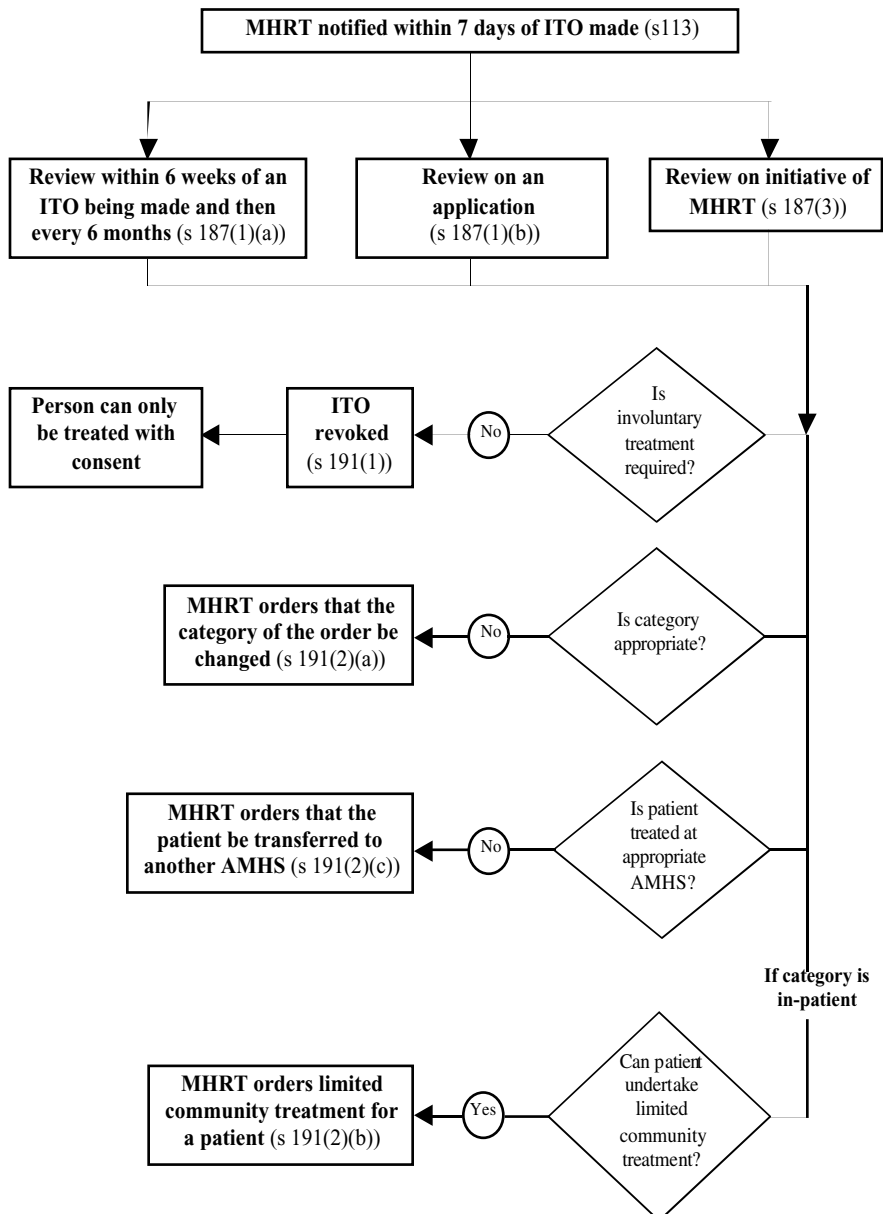 MHRT notified within 7 days of ITO made (s113)
Review within 6 weeks of an
ITO being made and then
every 6 months (s 187(1)(a))
Review on an
application
(s 187(1)(b))
Review on initiative of
MHRT (s 187(3))
Is
involuntary
treatment
required?
No
ITO
revoked
(s 191(1))
Person can only
be treated with
consent
Is category
appropriate?
No
MHRT orders that the
category of the order be
changed (s 191(2)(a))
Is patient
treated at
appropriate
AMHS?
No
MHRT orders that the
patient be transferred to
another AMHS (s 191(2)(c))
If category is
in-patient
Can patient
undertake
limited
community
treatment?
Yes
MHRT orders limited
community treatment for
a patient (s 191(2)(b))